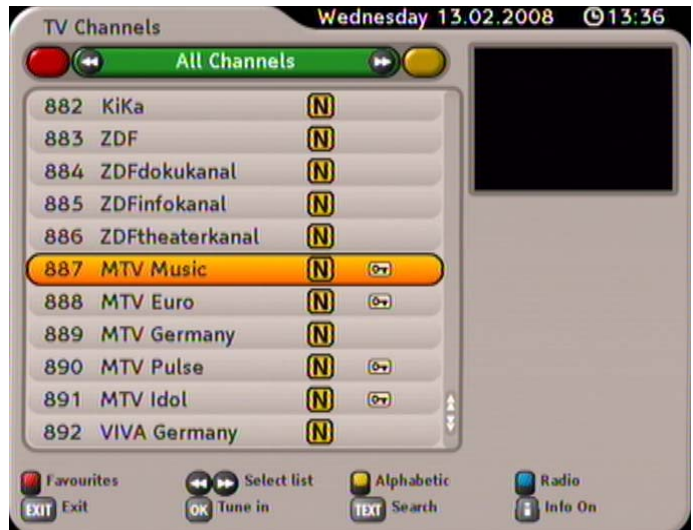 TV Channels
Wednesday 13.02.2008 13:36
All Channels
882 KiKa N
883 ZDF N
884 ZDFdokukanal N
885 ZDFinfokanal N
886 ZDFtheaterkanal N
887 MTV Music N
888 MTV Euro N
889 MTV Germany N
890 MTV Pulse N
891 MTV Idol N
892 VIVA Germany N
Favourites Select list Alphabetic Radio
EXIT Exit OK Tune in TEXT Search i Info On